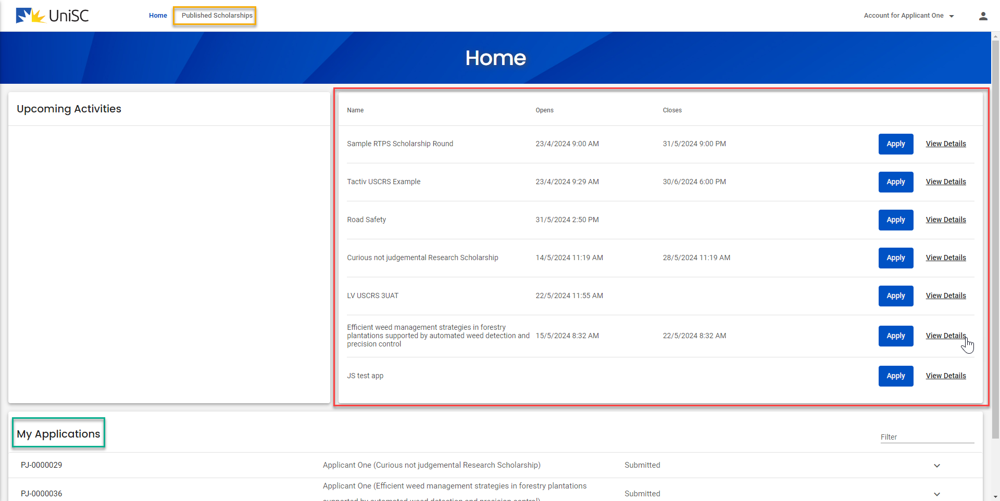 UniSC
Home
Published Scholarships
Account for Applicant One
Home
Upcoming Activities
Name Opens Closes
Sample RTPS Scholarship Round 23/4/2024 9:00 AM 31/5/2024 9:00 PM Apply View Details
Tactiv USCRS Example 23/4/2024 9:29 AM 30/6/2024 6:00 PM Apply View Details
Road Safety 31/5/2024 2:50 PM Apply View Details
Curious not judgemental Research Scholarship 14/5/2024 11:19 AM 28/5/2024 11:19 AM Apply View Details
LV USCRS 3UAT 22/5/2024 11:55 AM Apply View Details
Efficient weed management strategies in forestry
plantations supported by automated weed detection and 15/5/2024 8:32 AM 22/5/2024 8:32 AM Apply View Details
precision control
JS test app Apply View Details
My Applications
Filter
PJ-0000029 Applicant One (Curious not judgemental Research Scholarship) Submitted
Applicant One (Efficient weed management strategies in forestry plantations
PJ-0000036 Submitted
supported by automated weed detection and precision control)